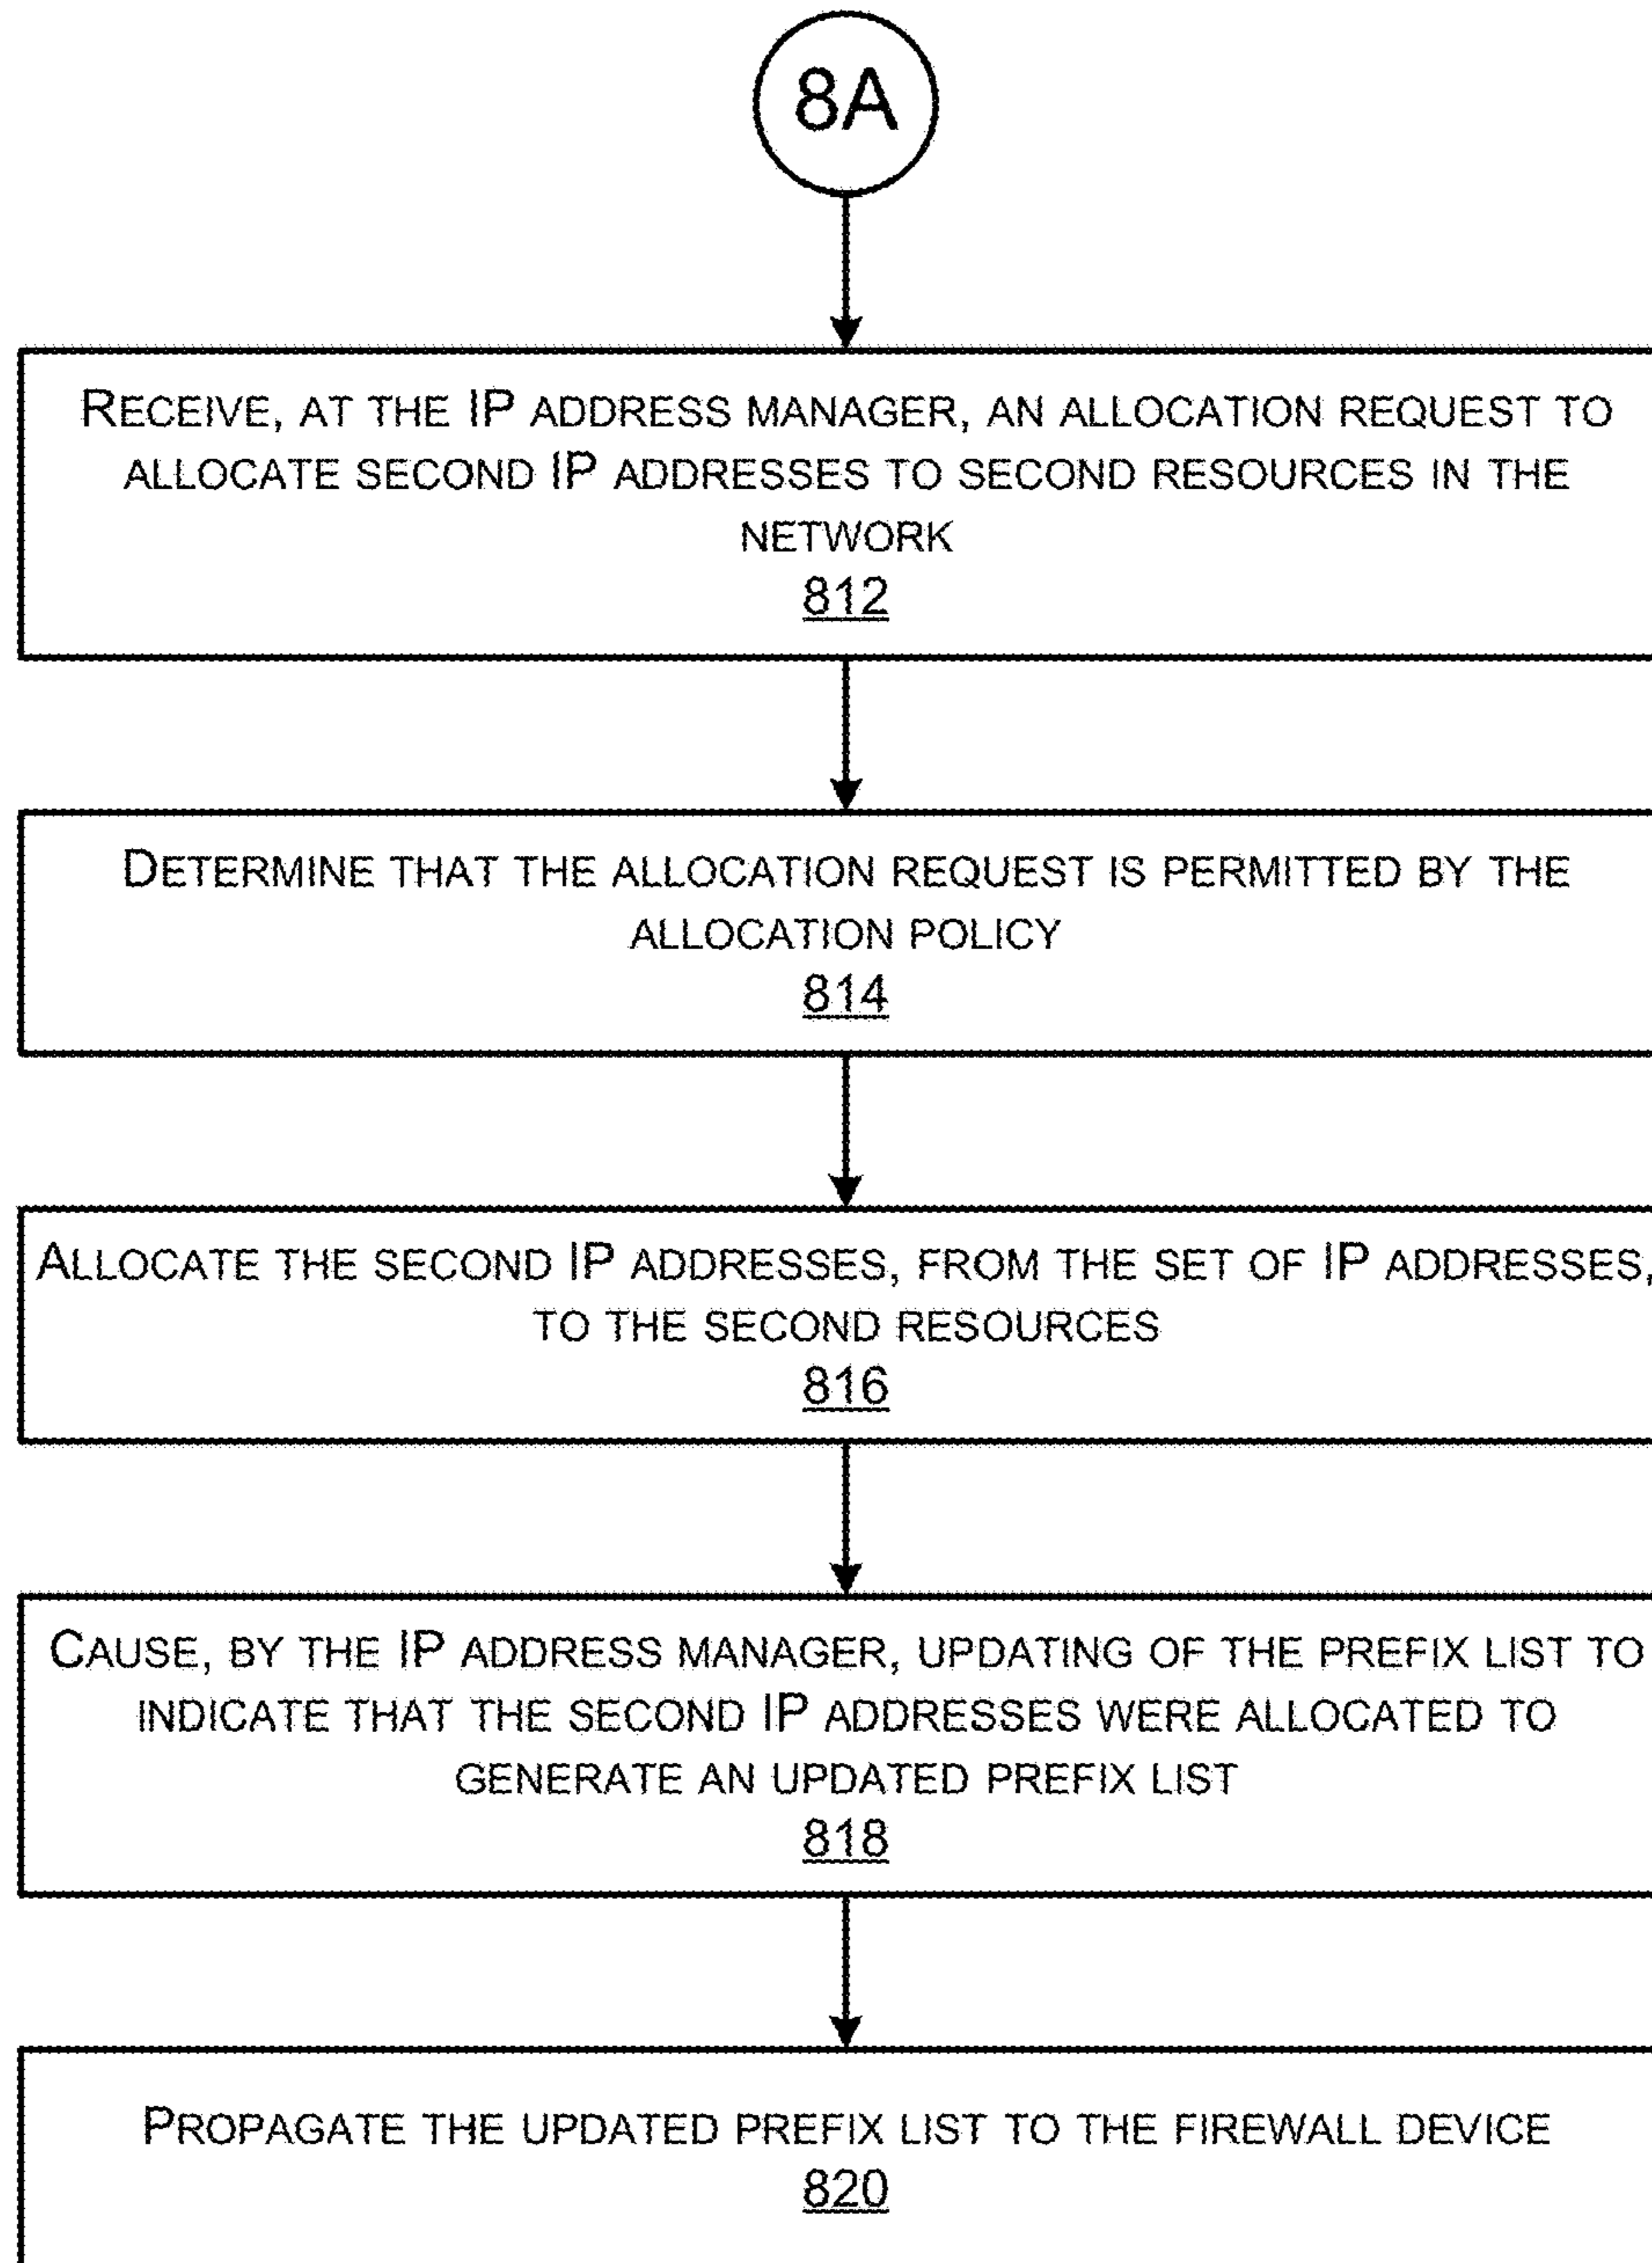 8A
RECEIVE, AT THE IP ADDRESS MANAGER, AN ALLOCATION REQUEST TO
ALLOCATE SECOND IP ADDRESSES TO SECOND RESOURCES IN THE
NETWORK
812
DETERMINE THAT THE ALLOCATION REQUEST IS PERMITTED BY THE
ALLOCATION POLICY
814
ALLOCATE THE SECOND IP ADDRESSES, FROM THE SET OF IP ADDRESSES,
TO THE SECOND RESOURCES
816
CAUSE, BY THE IP ADDRESS MANAGER, UPDATING OF THE PREFIX LIST TO
INDICATE THAT THE SECOND IP ADDRESSES WERE ALLOCATED TO
GENERATE AN UPDATED PREFIX LIST
818
PROPAGATE THE UPDATED PREFIX LIST TO THE FIREWALL DEVICE
820